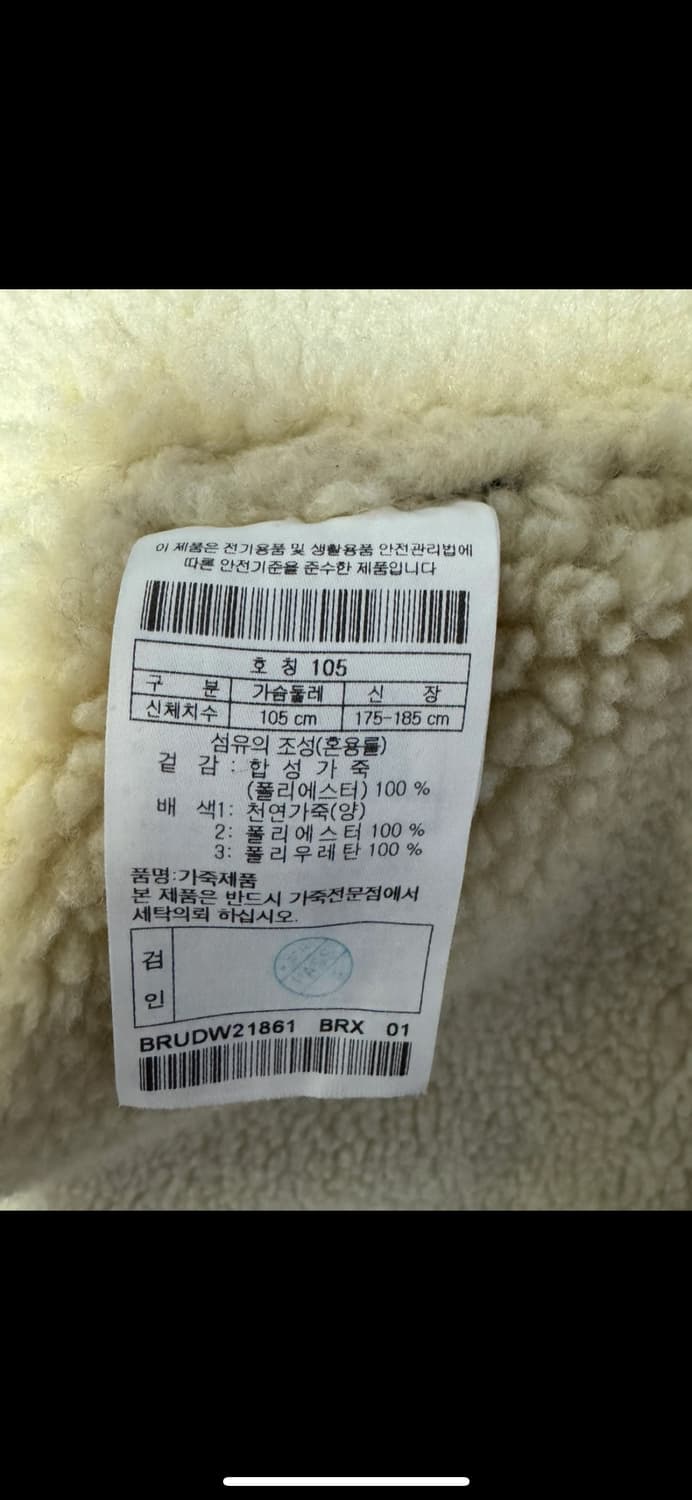 이 제품은 전기용품 및 생활용품 안전관리법에
따른 안전기준을 준수한 제품입니다
호 칭 105
구 분 가슴둘레 신 장
신체치수 105 cm 175-185 cm
섬유의 조성(혼용률)
겉 감 : 합 성 가 죽
(폴리에스터) 100 %
배 색1: 천연가죽(양)
2: 폴리에스터 100 %
3: 폴리우레탄 100 %
품명:가죽제품
본 제품은 반드시 가죽전문점에서
세탁의뢰 하십시오.
검
인
BRUDW21861 BRX 01